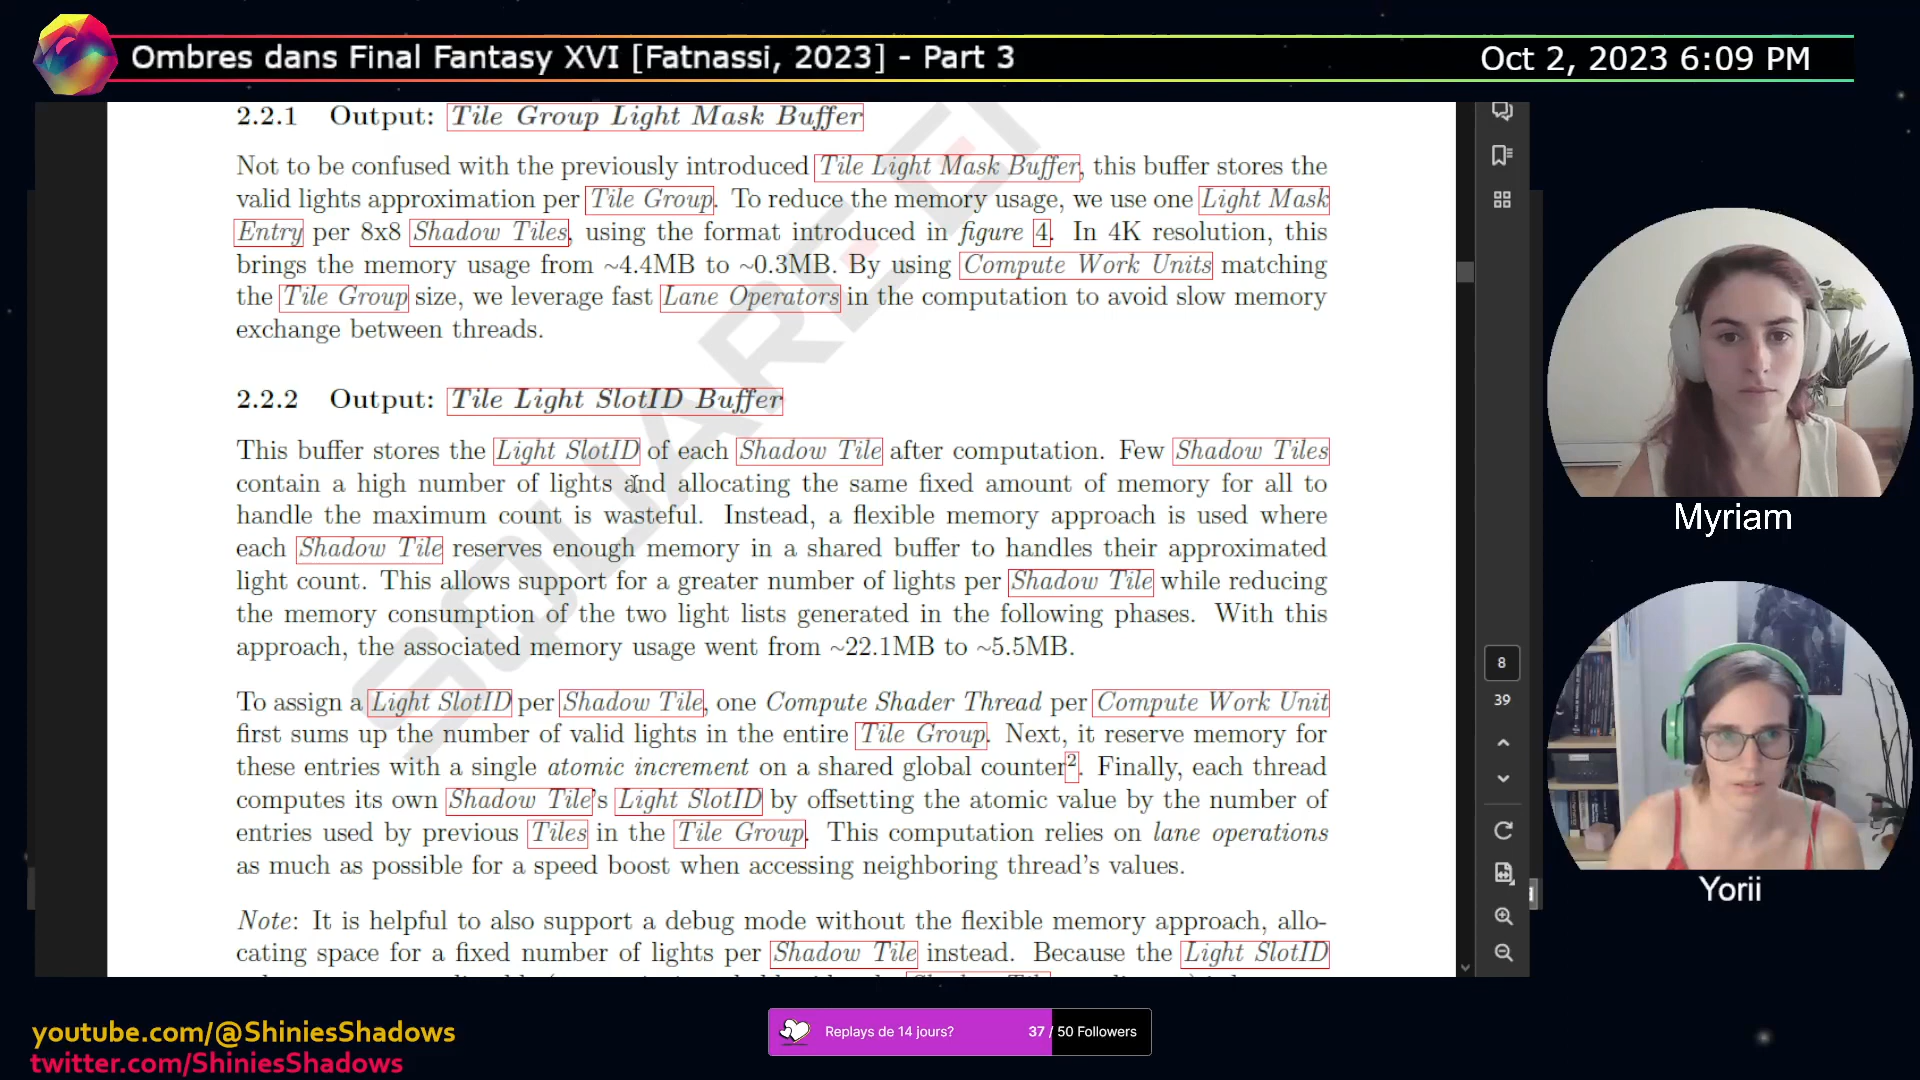 Ombres dans Final Fantasy XVI [Fatnassi, 2023] - Part 3
Oct 2, 2023 6:09 PM
2.2.1 Output: Tile Group Light Mask Buffer
Not to be confused with the previously introduced Tile Light Mask Buffer, this buffer stores the
valid lights approximation per Tile Group. To reduce the memory usage, we use one Light Mask
Entry per 8x8 Shadow Tiles, using the format introduced in figure 4. In 4K resolution, this
brings the memory usage from ~4.4MB to ~0.3MB. By using Compute Work Units matching
the Tile Group size, we leverage fast Lane Operators in the computation to avoid slow memory
exchange between threads.
2.2.2 Output: Tile Light SlotID Buffer
This buffer stores the Light SlotID of each Shadow Tile after computation. Few Shadow Tiles
contain a high number of lights and allocating the same fixed amount of memory for all to
handle the maximum count is wasteful. Instead, a flexible memory approach is used where
each Shadow Tile reserves enough memory in a shared buffer to handles their approximated
light count. This allows support for a greater number of lights per Shadow Tile while reducing
the memory consumption of the two light lists generated in the following phases. With this
approach, the associated memory usage went from ~22.1MB to ~5.5MB.
To assign a Light SlotID per Shadow Tile, one Compute Shader Thread per Compute Work Unit
first sums up the number of valid lights in the entire Tile Group. Next, it reserve memory for
these entries with a single atomic increment on a shared global counter2. Finally, each thread
computes its own Shadow Tile's Light SlotID by offsetting the atomic value by the number of
entries used by previous Tiles in the Tile Group. This computation relies on lane operations
as much as possible for a speed boost when accessing neighboring thread's values.
Note: It is helpful to also support a debug mode without the flexible memory approach, allo-
cating space for a fixed number of lights per Shadow Tile instead. Because the Light SlotID
SQUARE E
8
39
Myriam
Yorii
youtube.com/@ShiniesShadows
twitter.com/ShiniesShadows
Replays de 14 jours? 37 / 50 Followers